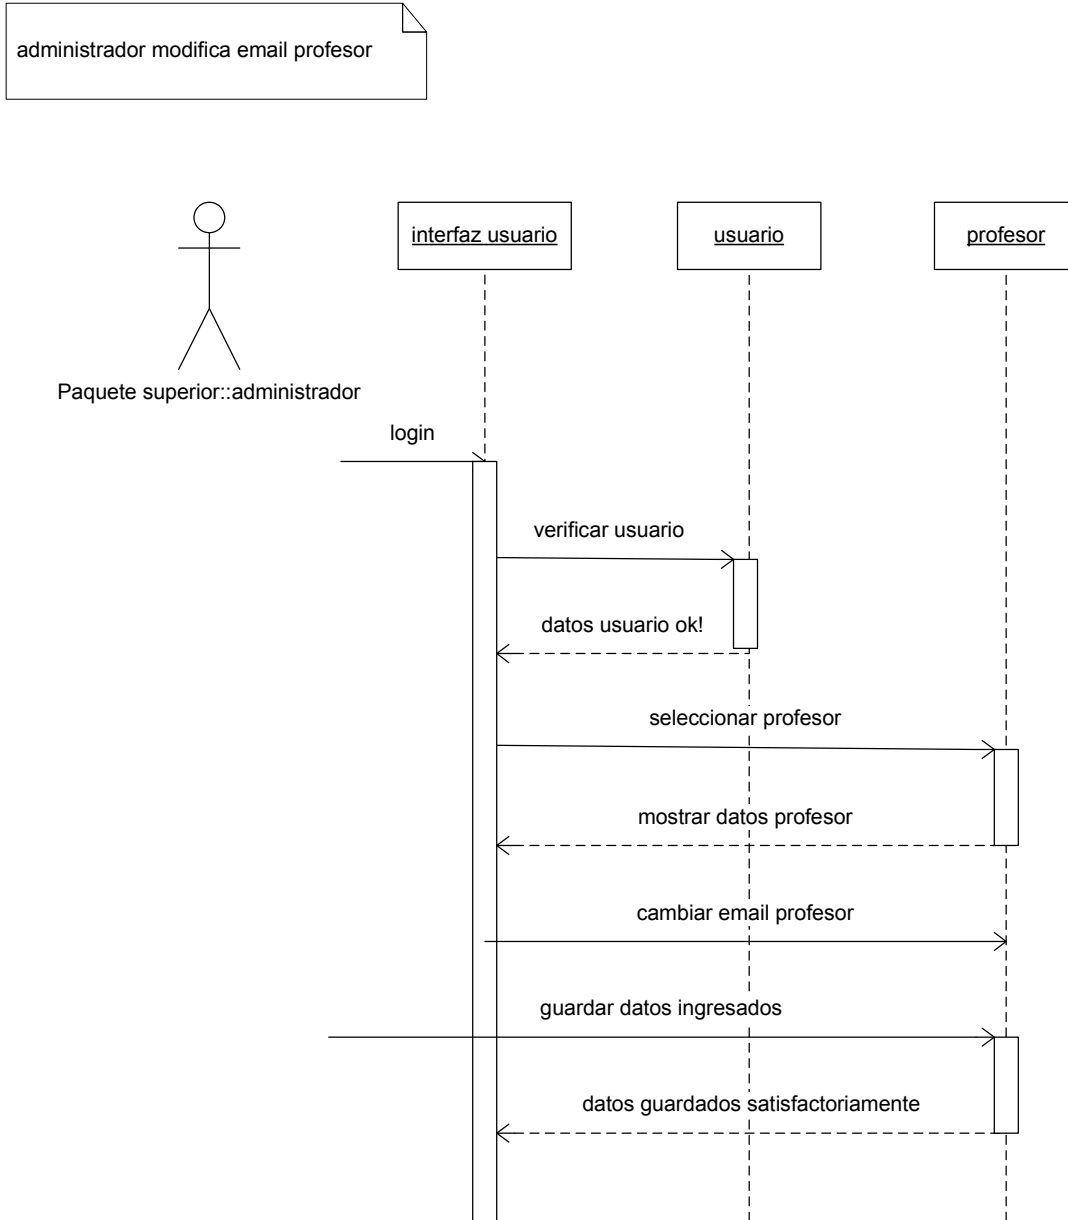 administrador modifica email profesor
interfaz usuario
usuario
profesor
Paquete superior::administrador
login
verificar usuario
datos usuario ok!
seleccionar profesor
mostrar datos profesor
cambiar email profesor
guardar datos ingresados
datos guardados satisfactoriamente